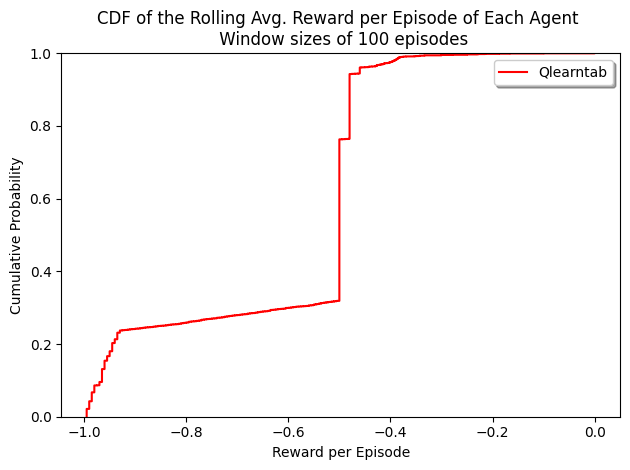 CDF of the Rolling Avg. Reward per Episode of Each Agent
Window sizes of 100 episodes
Qlearntab
Cumulative Probability
1.0
0.8
0.6
0.4
0.2
0.0
−1.0 −0.8 −0.6 −0.4 −0.2 0.0
Reward per Episode